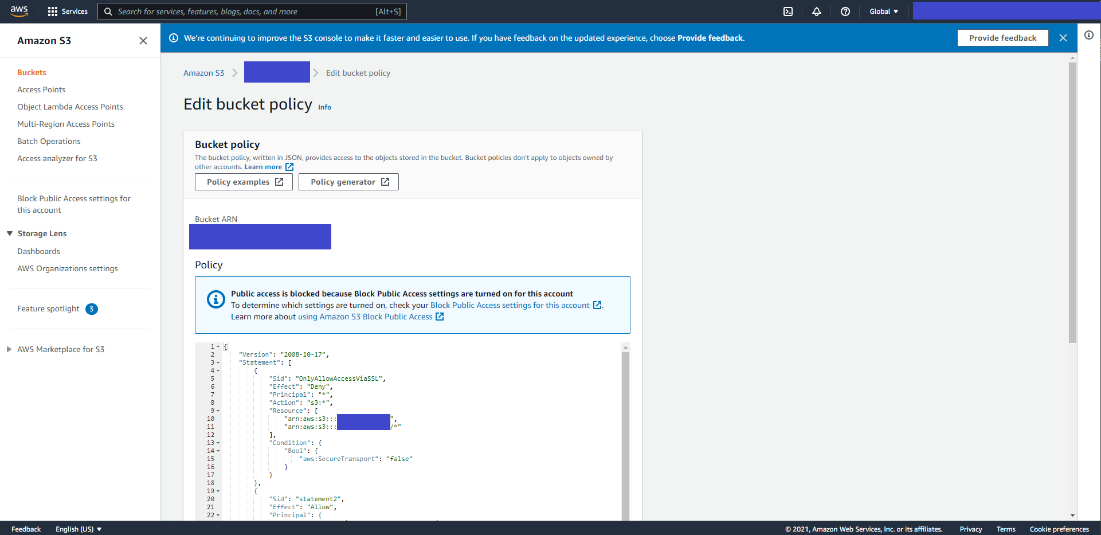 aws
Services
Search for services, features, blogs, docs, and more
[Alt+S]
Global
Amazon S3
We're continuing to improve the S3 console to make it faster and easier to use. If you have feedback on the updated experience, choose Provide feedback.
Provide feedback
Buckets
Access Points
Object Lambda Access Points
Multi-Region Access Points
Batch Operations
Access analyzer for S3
Block Public Access settings for
this account
Storage Lens
Dashboards
AWS Organizations settings
Feature spotlight 3
AWS Marketplace for S3
Amazon S3
Edit bucket policy
Edit bucket policy Info
Bucket policy
The bucket policy, written in JSON, provides access to the objects stored in the bucket. Bucket policies don't apply to objects owned by
other accounts. Learn more
Policy examples
Policy generator
Bucket ARN
Policy
Public access is blocked because Block Public Access settings are turned on for this account
To determine which settings are turned on, check your Block Public Access settings for this account.
Learn more about using Amazon S3 Block Public Access
1 {
2 "Version": "2008-10-17",
3 "Statement": [
4 {
5 "Sid": "OnlyAllowAccessViaSSL",
6 "Effect": "Deny",
7 "Principal": "*",
8 "Action": "s3:*",
9 "Resource": [
10 "arn:aws:s3:::",
11 "arn:aws:s3:::/*"
12 ],
13 "Condition": {
14 "Bool": {
15 "aws:SecureTransport": "false"
16 }
17 }
18 },
19 {
20 "Sid": "statement2",
21 "Effect": "Allow",
22 "Principal": {
Feedback
English (US)
© 2021, Amazon Web Services, Inc. or its affiliates.
Privacy
Terms
Cookie preferences